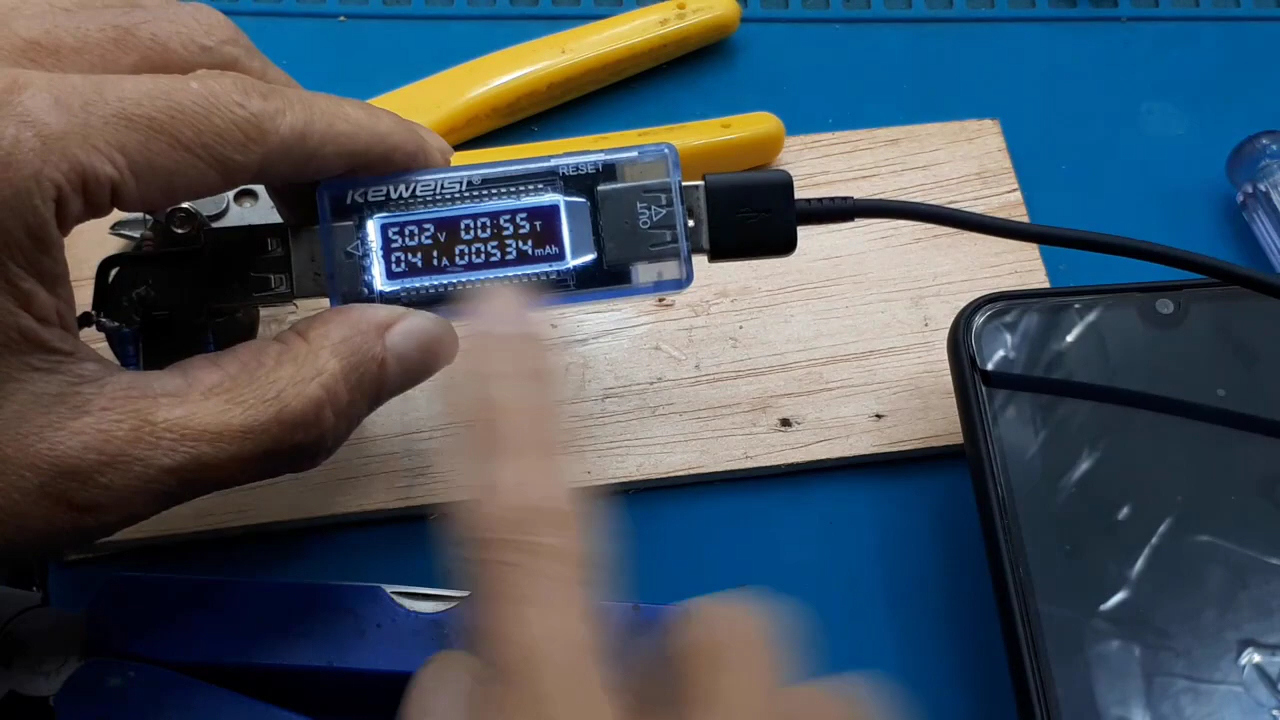 KEWEISI®
RESET
OUT
5.02V 00:55T
0.41A 00534mAh